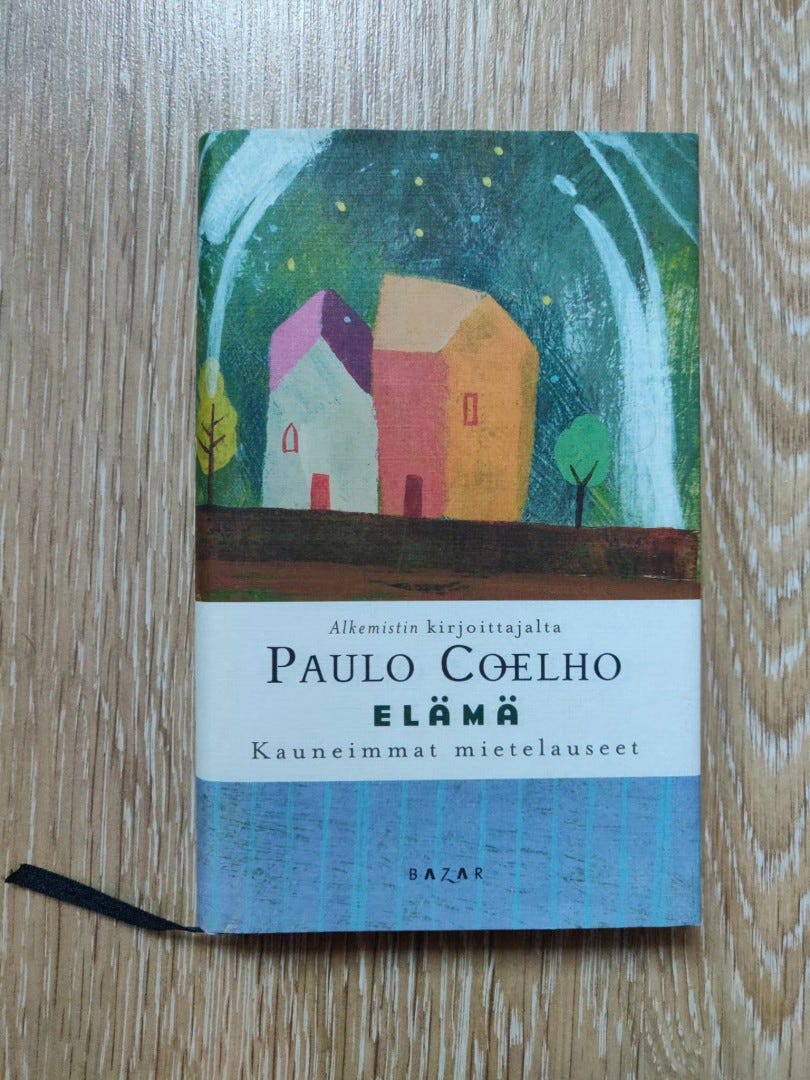 Alkemistin kirjoittajalta
PAULO COELHO
ELÄMÄ
Kauneimmat mietelauseet
BAZAR